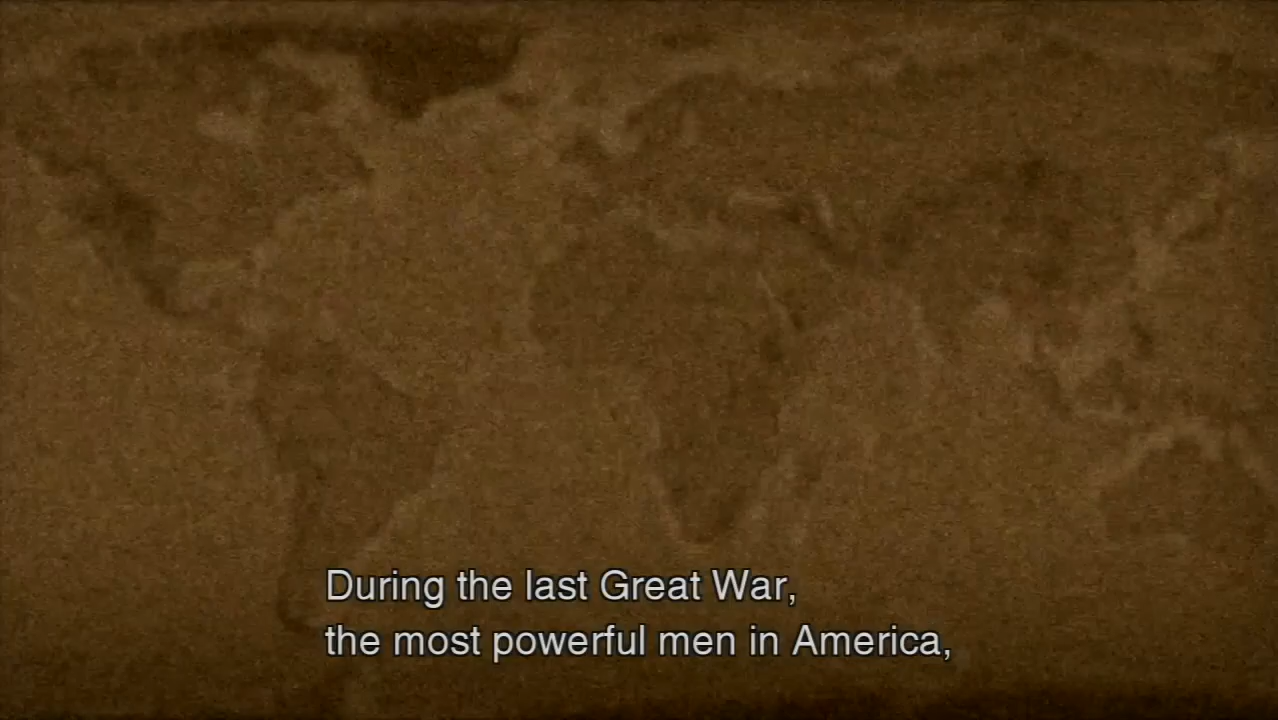 During the last Great War,
the most powerful men in America,